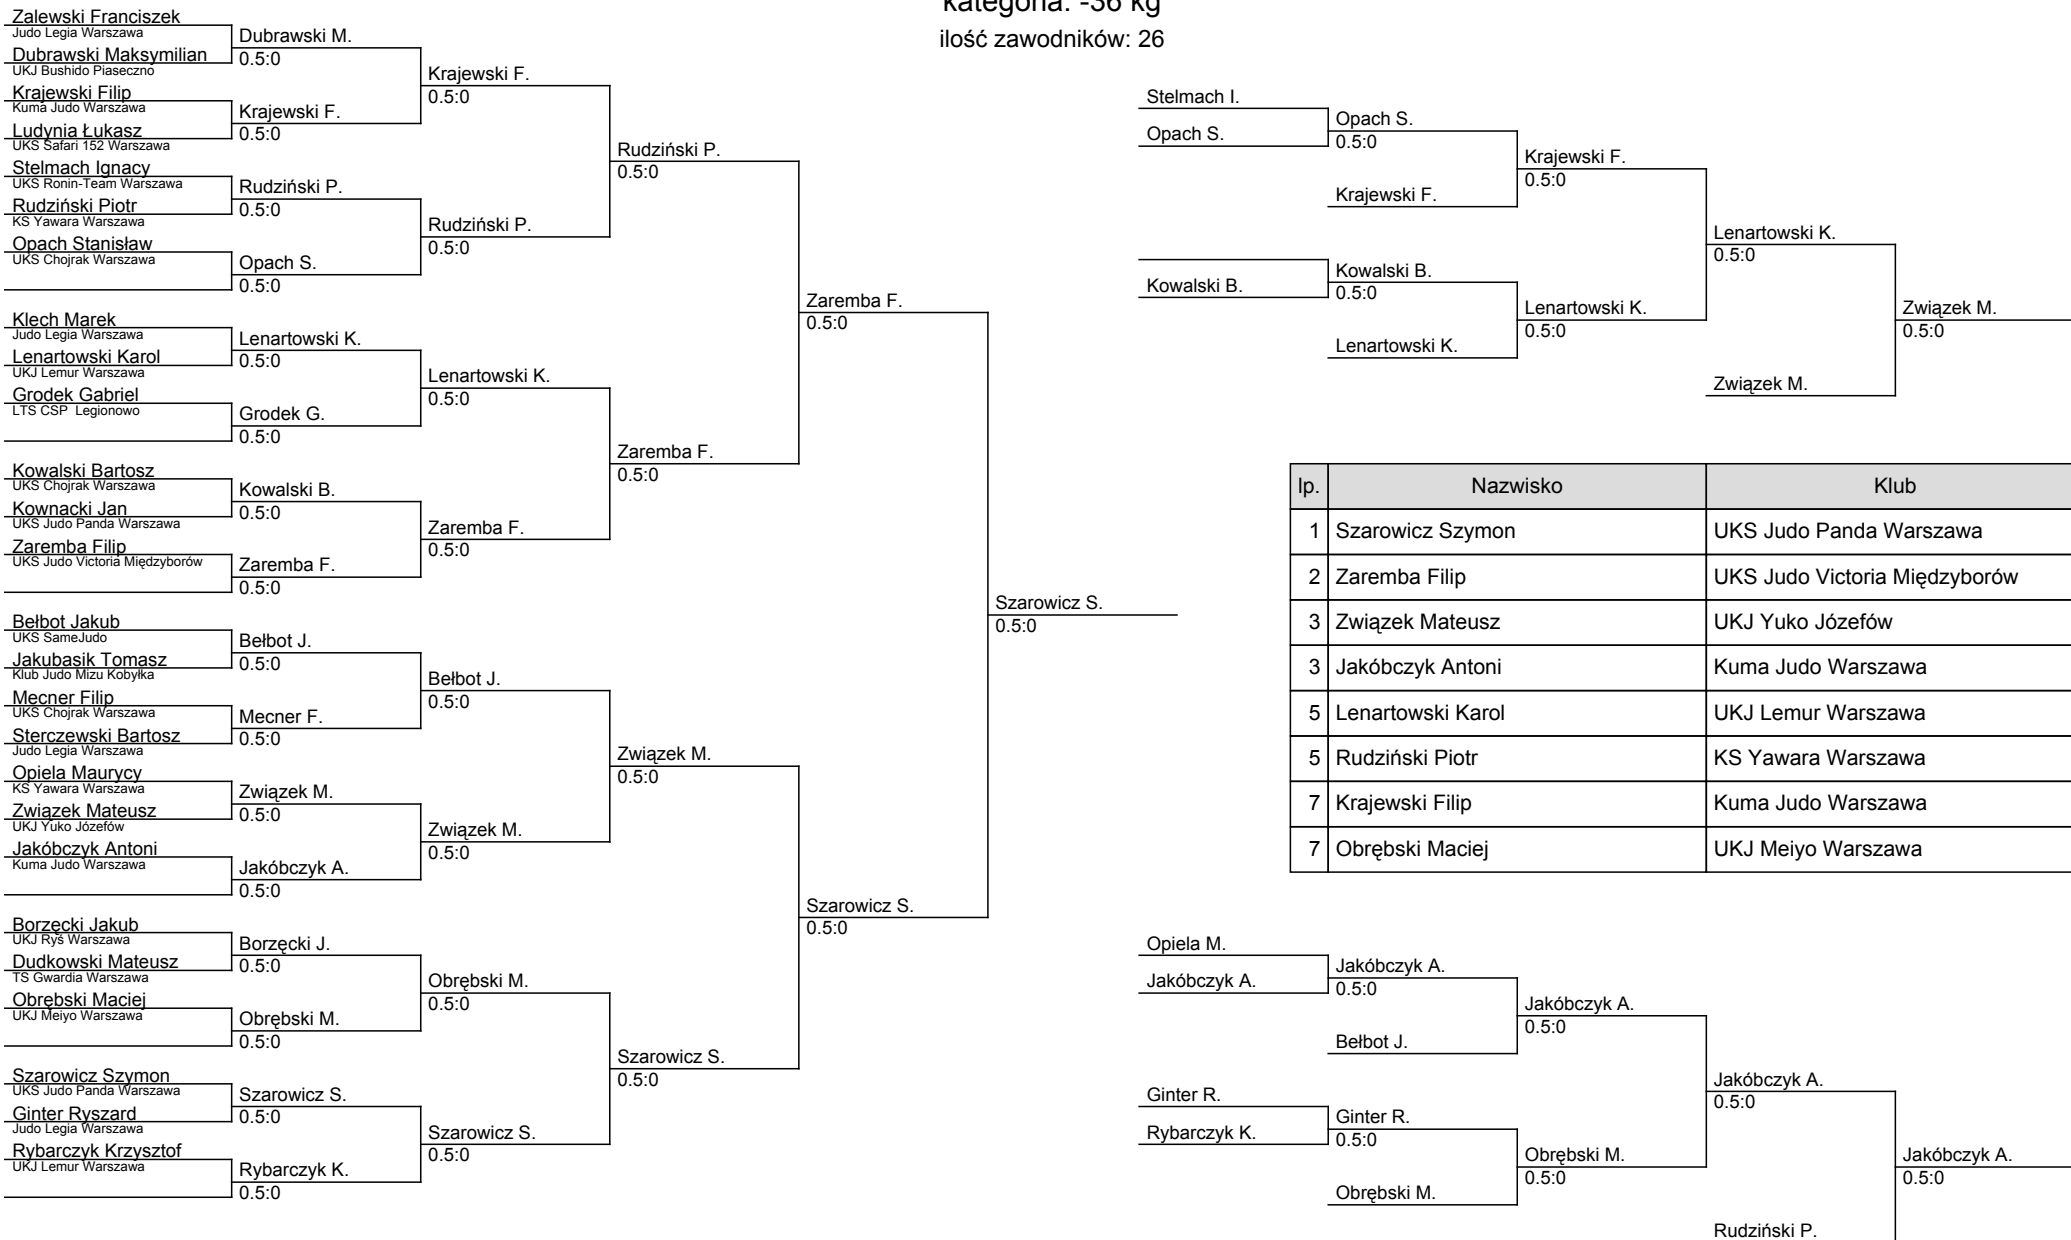 kategoria: -36 kg
ilość zawodników: 26
Zalewski Franciszek
Judo Legia Warszawa
Dubrawski Maksymilian
UKJ Bushido Piaseczno
Krajewski Filip
Kuma Judo Warszawa
Ludynia Łukasz
UKS Safari 152 Warszawa
Stelmach Ignacy
UKS Ronin-Team Warszawa
Rudziński Piotr
KS Yawara Warszawa
Opach Stanisław
UKS Chojrak Warszawa
Klech Marek
Judo Legia Warszawa
Lenartowski Karol
UKJ Lemur Warszawa
Grodek Gabriel
LTS CSP Legionowo
Kowalski Bartosz
UKS Chojrak Warszawa
Kownacki Jan
UKS Judo Panda Warszawa
Zaremba Filip
UKS Judo Victoria Międzyborów
Bełbot Jakub
UKS SameJudo
Jakubasik Tomasz
Klub Judo Mizu Kobyłka
Mecner Filip
UKS Chojrak Warszawa
Sterczewski Bartosz
Judo Legia Warszawa
Opiela Maurycy
KS Yawara Warszawa
Związek Mateusz
UKJ Yuko Józefów
Jakóbczyk Antoni
Kuma Judo Warszawa
Borzęcki Jakub
UKJ Ryś Warszawa
Dudkowski Mateusz
TS Gwardia Warszawa
Obrębski Maciej
UKJ Meiyo Warszawa
Szarowicz Szymon
UKS Judo Panda Warszawa
Ginter Ryszard
Judo Legia Warszawa
Rybarczyk Krzysztof
UKJ Lemur Warszawa
Dubrawski M.
0.5:0
Krajewski F.
0.5:0
Rudziński P.
0.5:0
Opach S.
0.5:0
Lenartowski K.
0.5:0
Grodek G.
0.5:0
Kowalski B.
0.5:0
Zaremba F.
0.5:0
Bełbot J.
0.5:0
Mecner F.
0.5:0
Związek M.
0.5:0
Jakóbczyk A.
0.5:0
Borzęcki J.
0.5:0
Obrębski M.
0.5:0
Szarowicz S.
0.5:0
Rybarczyk K.
0.5:0
Krajewski F.
0.5:0
Rudziński P.
0.5:0
Lenartowski K.
0.5:0
Zaremba F.
0.5:0
Bełbot J.
0.5:0
Związek M.
0.5:0
Obrębski M.
0.5:0
Szarowicz S.
0.5:0
Rudziński P.
0.5:0
Zaremba F.
0.5:0
Związek M.
0.5:0
Szarowicz S.
0.5:0
Zaremba F.
0.5:0
Szarowicz S.
0.5:0
Szarowicz S.
0.5:0
Stelmach I.
Opach S.
Kowalski B.
Opach S.
0.5:0
Krajewski F.
Kowalski B.
0.5:0
Lenartowski K.
Krajewski F.
0.5:0
Lenartowski K.
0.5:0
Lenartowski K.
0.5:0
Związek M.
Związek M.
0.5:0
lp. Nazwisko Klub
1 Szarowicz Szymon UKS Judo Panda Warszawa
2 Zaremba Filip UKS Judo Victoria Międzyborów
3 Związek Mateusz UKJ Yuko Józefów
3 Jakóbczyk Antoni Kuma Judo Warszawa
5 Lenartowski Karol UKJ Lemur Warszawa
5 Rudziński Piotr KS Yawara Warszawa
7 Krajewski Filip Kuma Judo Warszawa
7 Obrębski Maciej UKJ Meiyo Warszawa
Opiela M.
Jakóbczyk A.
Ginter R.
Rybarczyk K.
Jakóbczyk A.
0.5:0
Bełbot J.
Ginter R.
0.5:0
Obrębski M.
Jakóbczyk A.
0.5:0
Obrębski M.
0.5:0
Jakóbczyk A.
0.5:0
Rudziński P.
Jakóbczyk A.
0.5:0